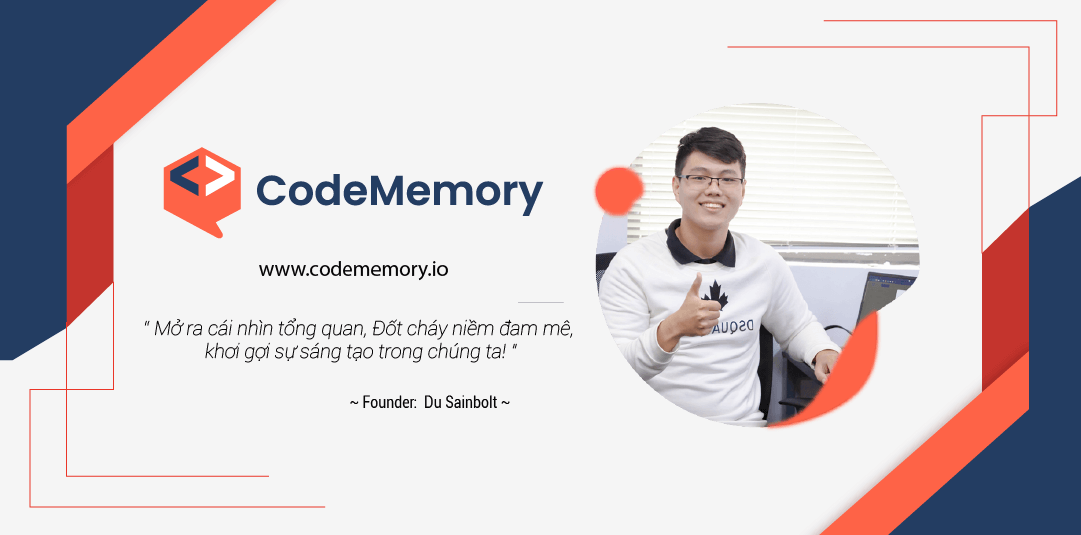 CodeMemory
www.codememory.io
" Mở ra cái nhìn tổng quan, Đốt cháy niềm đam mê,
khơi gợi sự sáng tạo trong chúng ta! "
~ Founder: Du Sainbolt ~